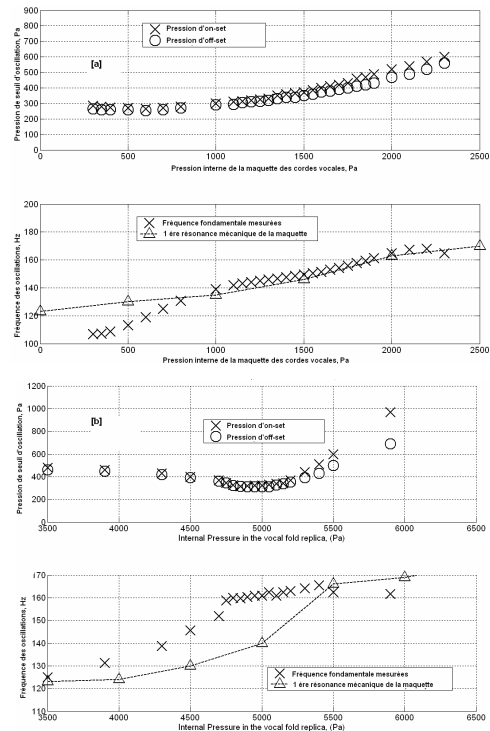 900
800
700
600
500
400
300
200
100
0
Pression de seuil d'oscillation, Pa
Pression d'on-set
Pression d'off-set
[a]
0 500 1000 1500 2000 2500
Pression interne de la maquette des cordes vocales, Pa
200
180
160
140
120
100
Fréquence des oscillations, Hz
Fréquence fondamentale mesurées
1 ére résonance mécanique de la maquette
0 500 1000 1500 2000 2500
Pression interne de la maquette des cordes vocales, Pa
1200
1000
800
600
400
200
0
Pression de seuil d'oscillation, Pa
[b]
Pression d'on-set
Pression d'off-set
3500 4000 4500 5000 5500 6000 6500
Internal Pressure in the vocal fold replica, (Pa)
170
160
150
140
130
120
110
Fréquence des oscillations, Hz
Fréquence fondamentale mesurées
1 ére résonance mécanique de la maquette
3500 4000 4500 5000 5500 6000 6500
Internal Pressure in the vocal fold replica, (Pa)